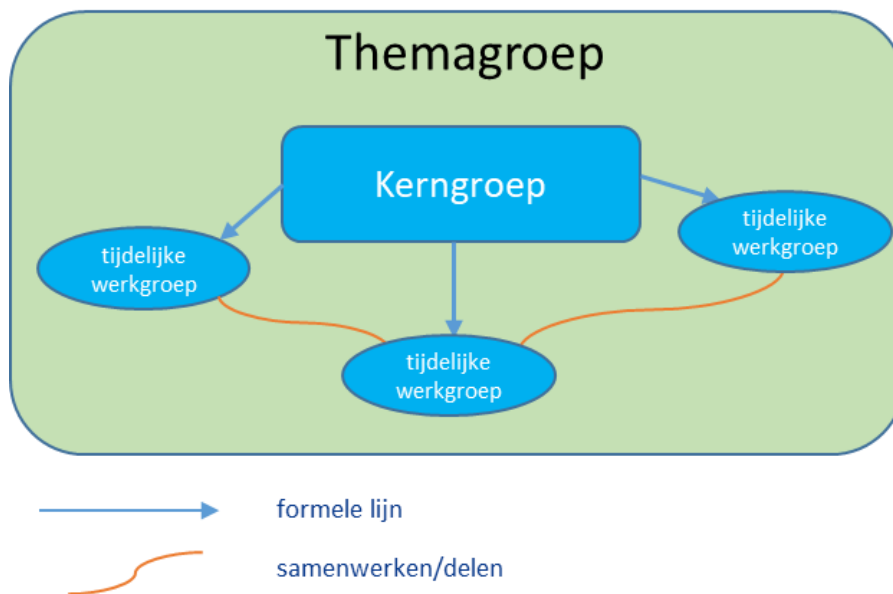 Themagroep
Kerngroep
tijdelijke
werkgroep
tijdelijke
werkgroep
tijdelijke
werkgroep
formele lijn
samenwerken/delen